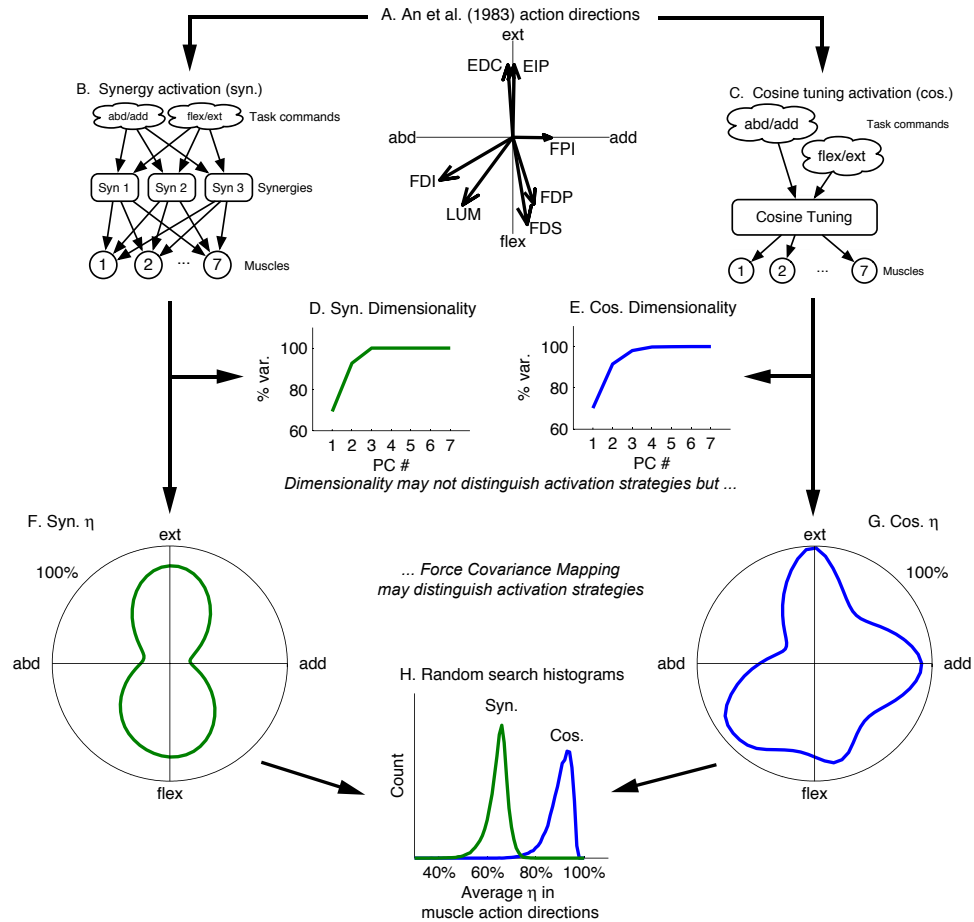 A. An et al. (1983) action directions
ext
EDC EIP
abd
add
FPI
FDI
LUM
FDP
FDS
flex
B. Synergy activation (syn.)
abd/add
flex/ext
Task commands
Syn 1
Syn 2
Syn 3
Synergies
1
2
...
7
Muscles
C. Cosine tuning activation (cos.)
abd/add
Task commands
flex/ext
Cosine Tuning
1
2
...
7
Muscles
D. Syn. Dimensionality
% var.
100
80
60
1 2 3 4 5 6 7
PC #
E. Cos. Dimensionality
% var.
100
80
60
1 2 3 4 5 6 7
PC #
Dimensionality may not distinguish activation strategies but ...
F. Syn. η
ext
100%
abd
add
flex
... Force Covariance Mapping
may distinguish activation strategies
G. Cos. η
ext
100%
abd
add
flex
H. Random search histograms
Syn.
Cos.
Count
40% 60% 80% 100%
Average η in
muscle action directions